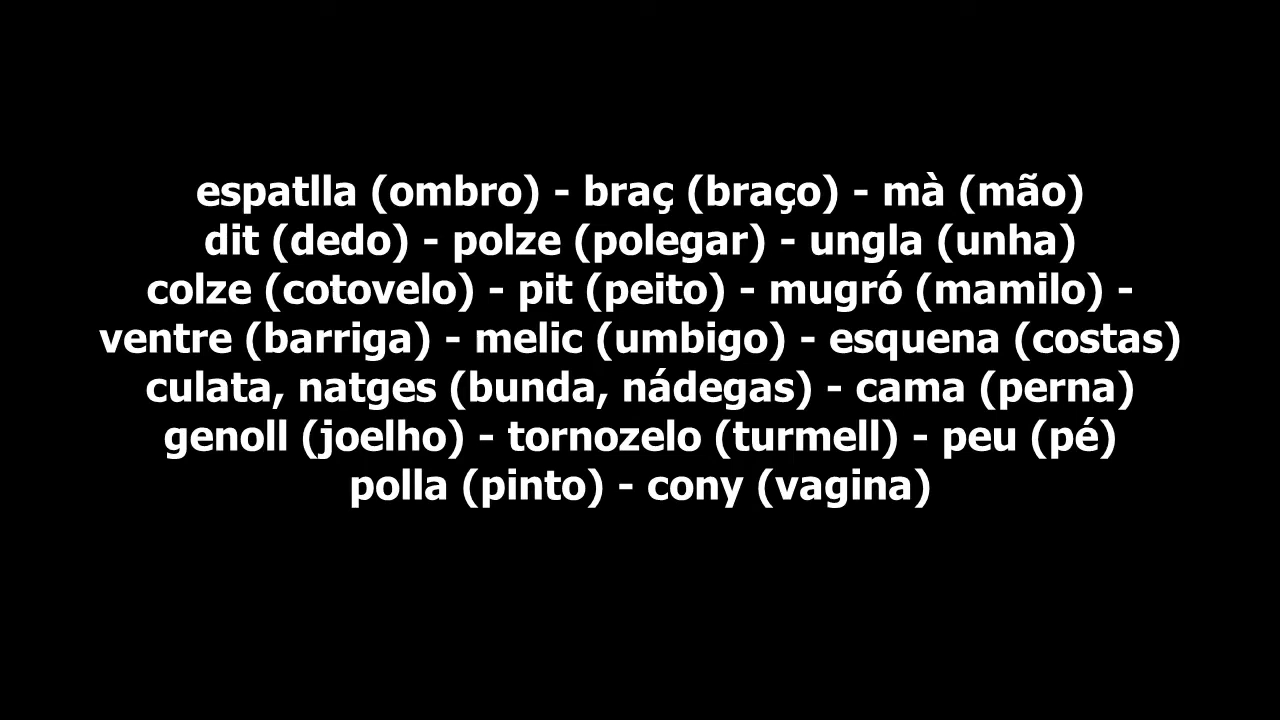 espatlla (ombro) - braç (braço) - mà (mão)
dit (dedo) - polze (polegar) - ungla (unha)
colze (cotovelo) - pit (peito) - mugró (mamilo) -
ventre (barriga) - melic (umbigo) - esquena (costas)
culata, natges (bunda, nádegas) - cama (perna)
genoll (joelho) - tornozelo (turmell) - peu (pé)
polla (pinto) - cony (vagina)